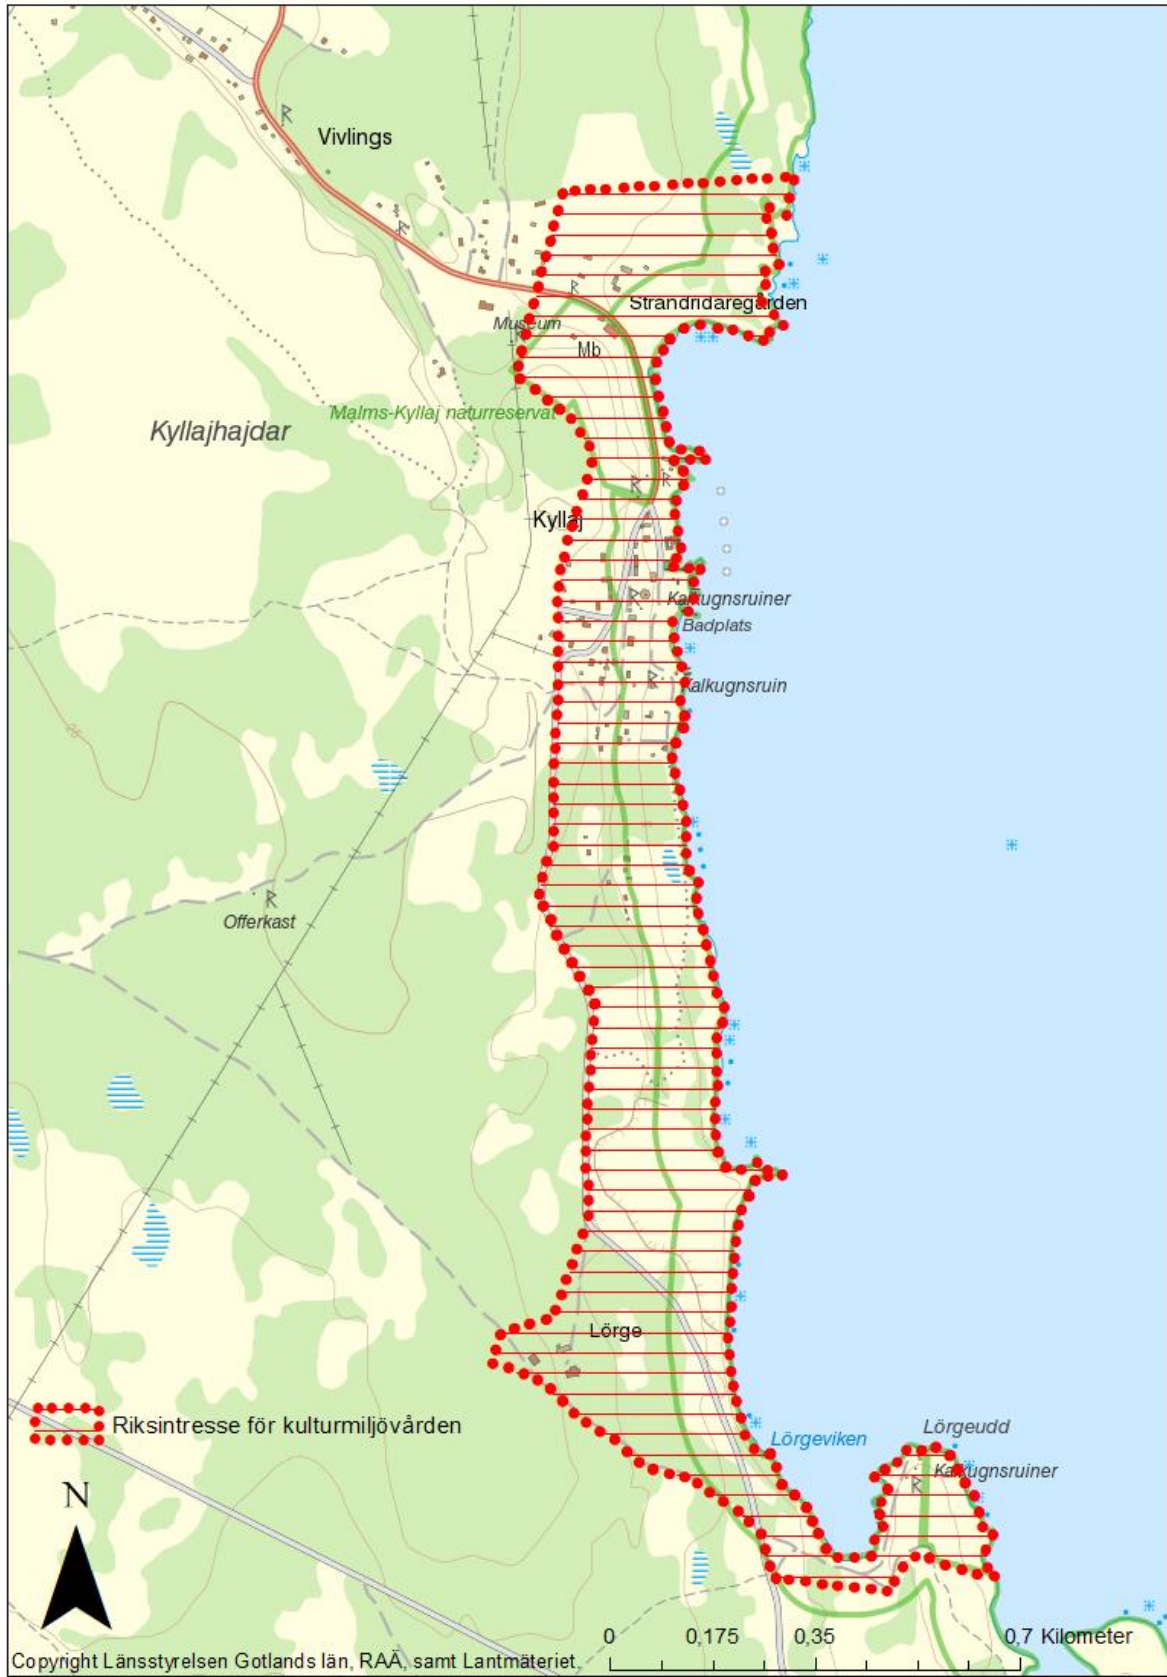 Vivlings
Strandridaregården
Museum
Mb
Malms-Kyllaj naturreservat
Kyllajhajdar
Kyllaj
Kalkugnsruiner
Badplats
Kalkugnsruin
Offerkast
Lörge
Riksintresse för kulturmiljövården
Lörgeudd
Lörgeviken
Kalkugnsruiner
N
0 0,175 0,35 0,7 Kilometer
Copyright Länsstyrelsen Gotlands län, RAÄ, samt Lantmäteriet